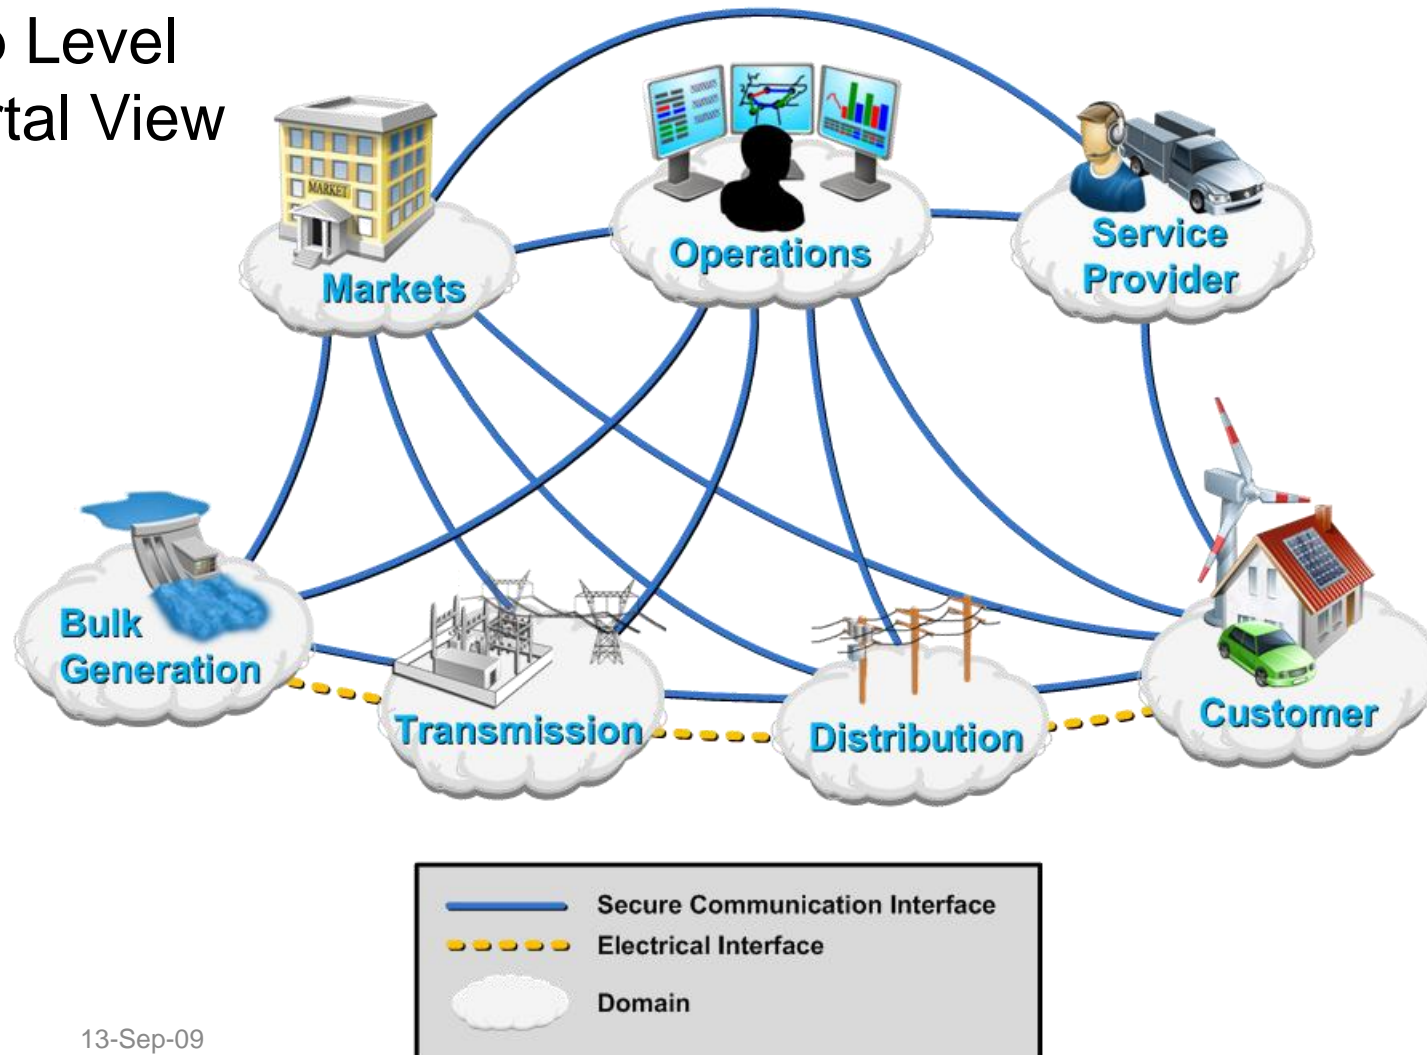 Level
View
MARKET
Markets
Operations
Service
Provider
Bulk
Generation
Transmission
Distribution
Customer
Secure Communication Interface
Electrical Interface
Domain
13-Sep-09